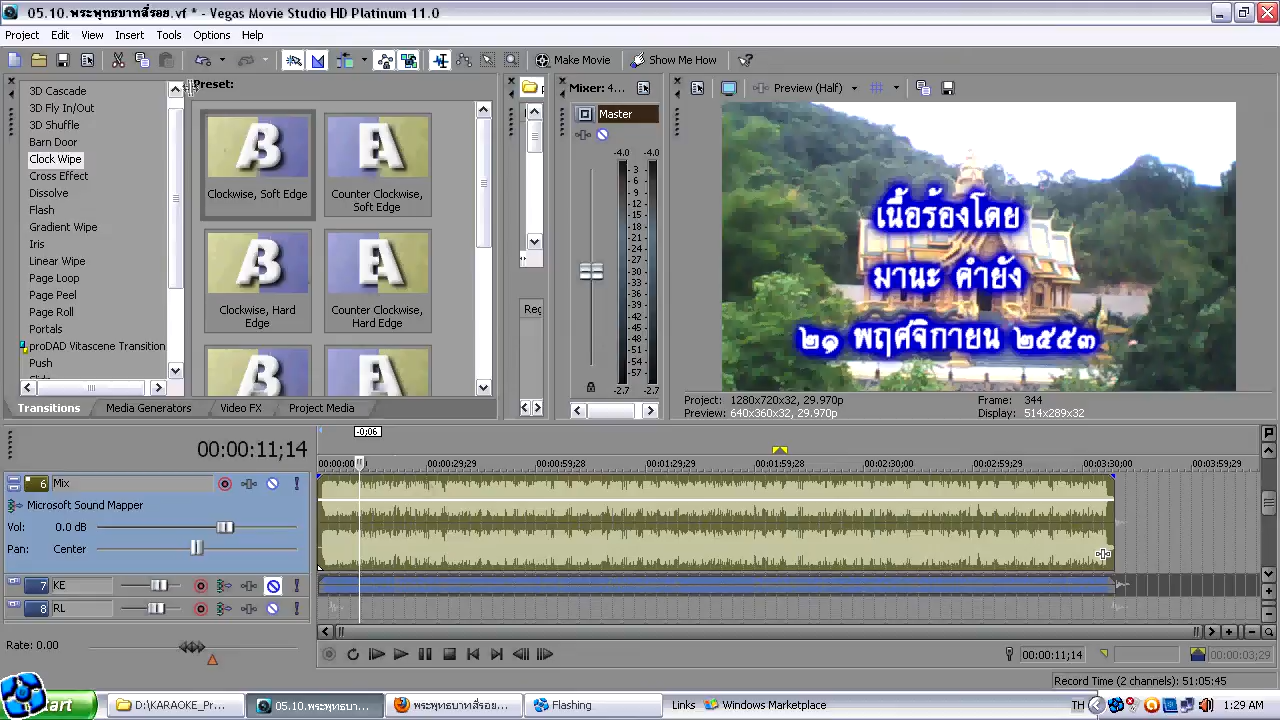 05.10.พระพุทธบาทสี่รอย.vf * - Vegas Movie Studio HD Platinum 11.0
Project Edit View Insert Tools Options Help
Make Movie Show Me How
3D Cascade
3D Fly In/Out
3D Shuffle
Barn Door
Clock Wipe
Cross Effect
Dissolve
Flash
Gradient Wipe
Iris
Linear Wipe
Page Loop
Page Peel
Page Roll
Portals
proDAD Vitascene Transition
Push
Preset:
Clockwise, Soft Edge
Counter Clockwise, Soft Edge
Clockwise, Hard Edge
Counter Clockwise, Hard Edge
Transitions Media Generators Video FX Project Media
Reg
Mixer: 4...
Master
-4.0 -4.0
3
6
9
12
15
18
21
24
27
30
33
36
39
42
45
48
51
54
57
-2.7 -2.7
Preview (Half)
เนื้อร้องโดย
มานะ คำยัง
๒๑ พฤศจิกายน ๒๕๕๓
Project: 1280x720x32, 29.970p Frame: 344
Preview: 640x360x32, 29.970p Display: 514x289x32
00:00:11;14
-0:06
00:00:00 00:00:29;29 00:00:59;28 00:01:29;29 00:01:59;28 00:02:30;00 00:02:59;28 00:03:30;00 00:03:59;29
6 Mix
Microsoft Sound Mapper
Vol: 0.0 dB
Pan: Center
7 KE
8 RL
Rate: 0.00
00:00:11;14 00:00:03;29
Record Time (2 channels): 51:05:45
start D:\KARAOKE_Pr... 05.10.พระพุทธบา... พระพุทธบาทสี่รอย... Flashing Links Windows Marketplace TH 1:29 AM